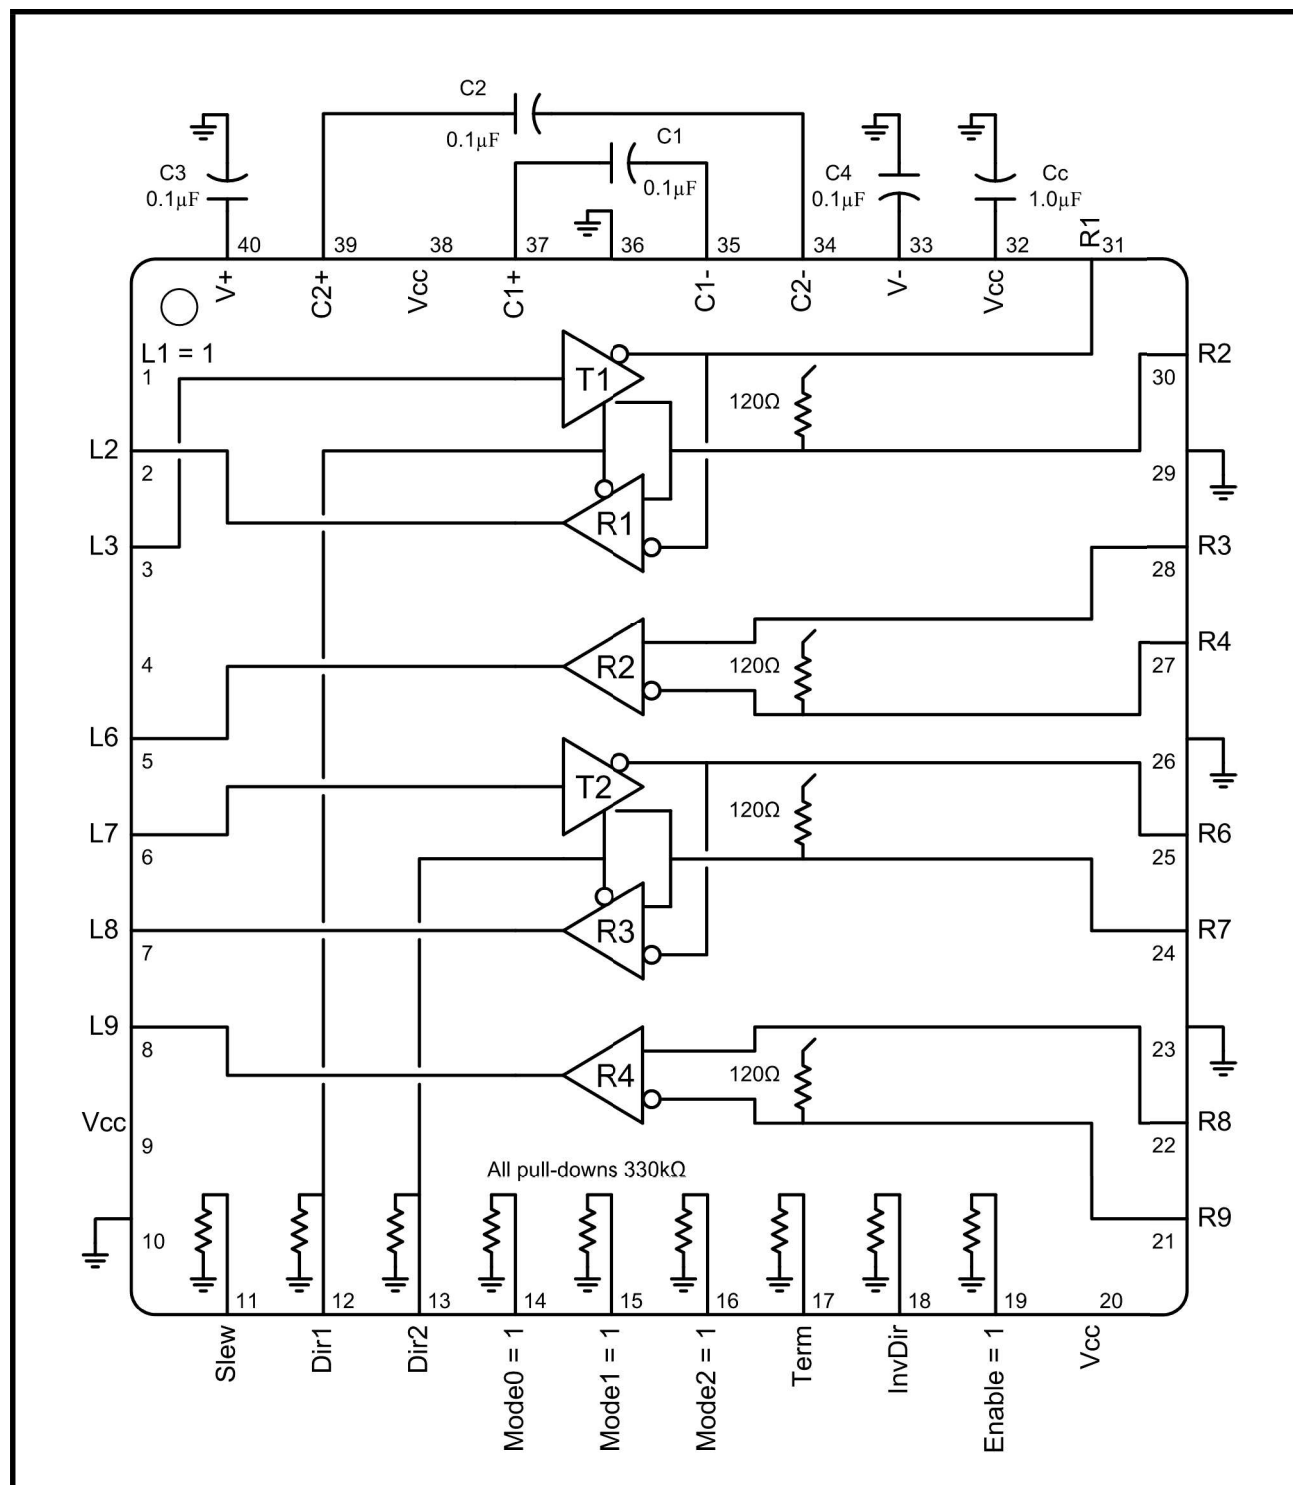 C2
0.1µF
C1
0.1µF
C3
0.1µF
C4
0.1µF
Cc
1.0µF
R1
40 39 38 37 36 35 34 33 32 31
V+ C2+ Vcc C1+ C1- C2- V- Vcc
L1 = 1
1
T1
R2
30
120Ω
L2
2
29
R1
L3
3
R3
28
4
R2
120Ω
R4
27
L6
5
26
T2
120Ω
L7
6
R6
25
L8
7
R3
R7
24
L9
8
23
R4
120Ω
Vcc
9
R8
22
All pull-downs 330kΩ
10
R9
21
11 12 13 14 15 16 17 18 19 20
Slew Dir1 Dir2 Mode0 = 1 Mode1 = 1 Mode2 = 1 Term InvDir Enable = 1 Vcc